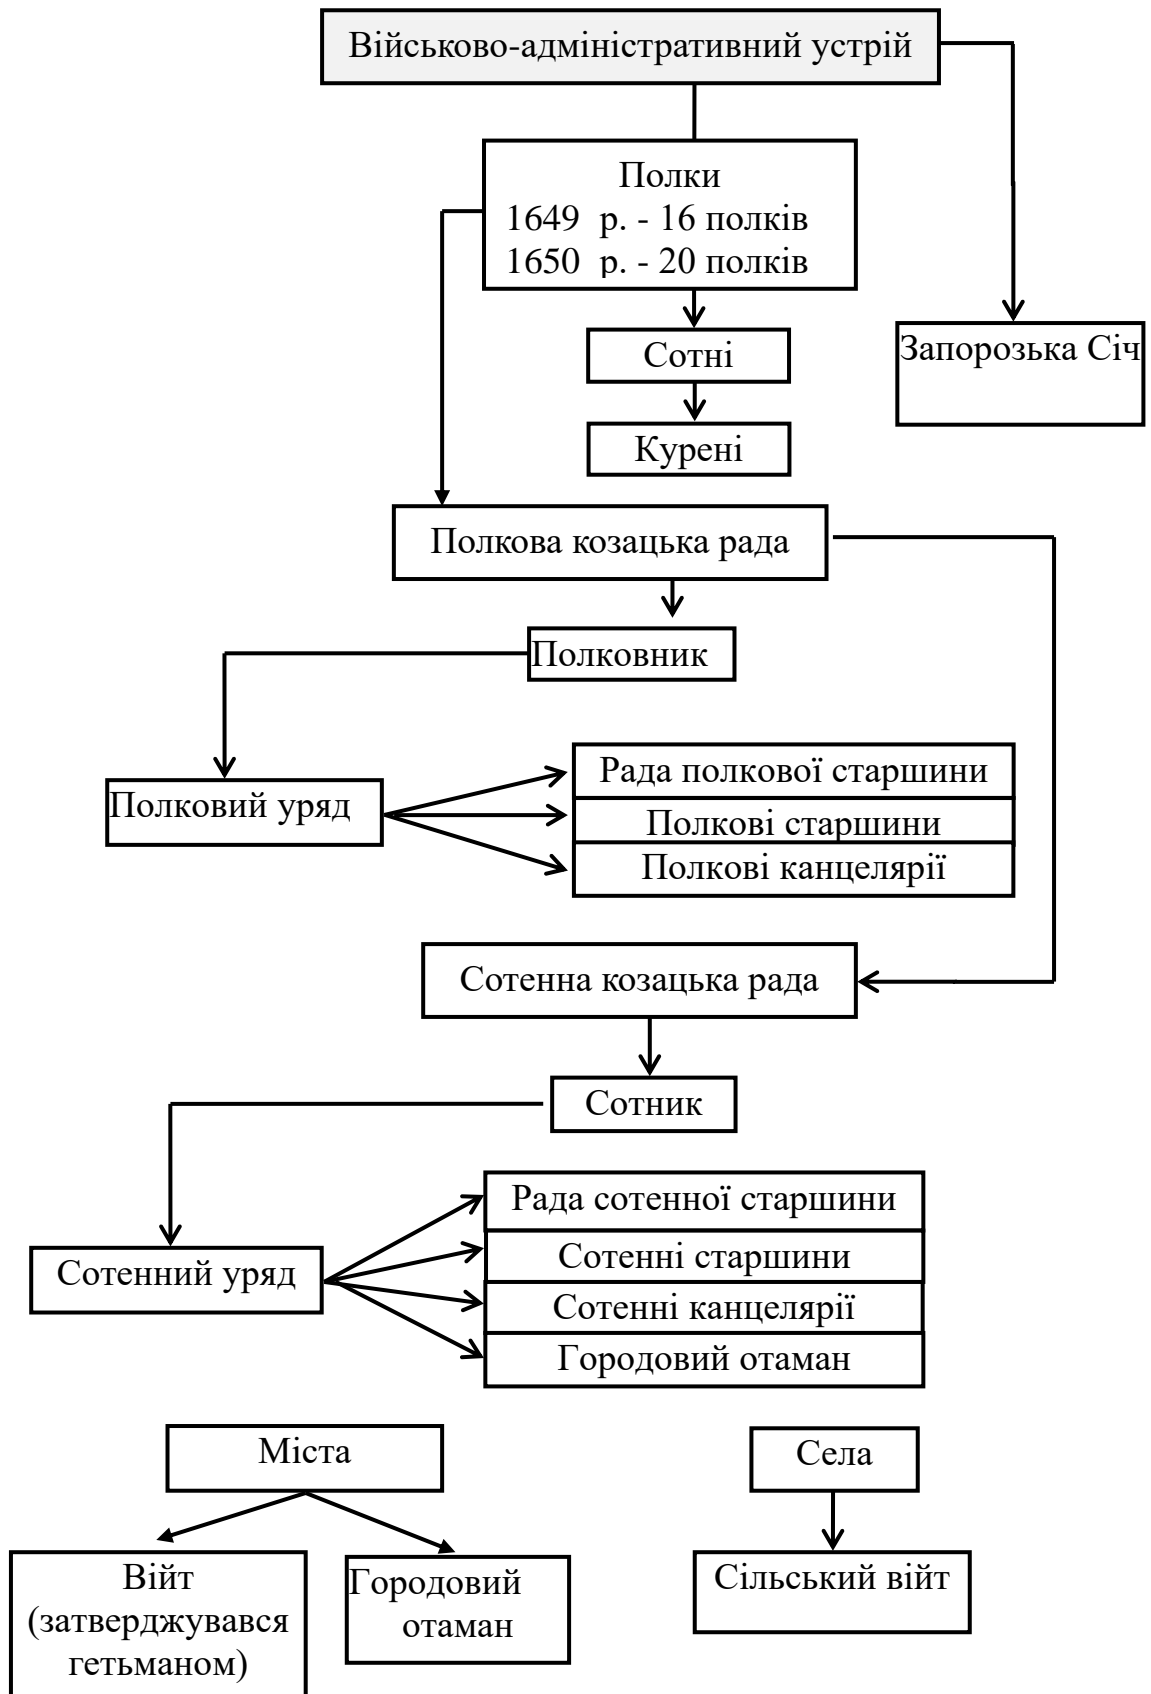 Військово-адміністративний устрій
Полки
1649 р. - 16 полків
1650 р. - 20 полків
Сотні
Запорозька Січ
Курені
Полкова козацька рада
Полковник
Полковий уряд
Рада полкової старшини
Полкові старшини
Полкові канцелярії
Сотенна козацька рада
Сотник
Сотенний уряд
Рада сотенної старшини
Сотенні старшини
Сотенні канцелярії
Городовий отаман
Міста
Села
Війт
(затверджувався
гетьманом)
Городовий
отаман
Сільський війт